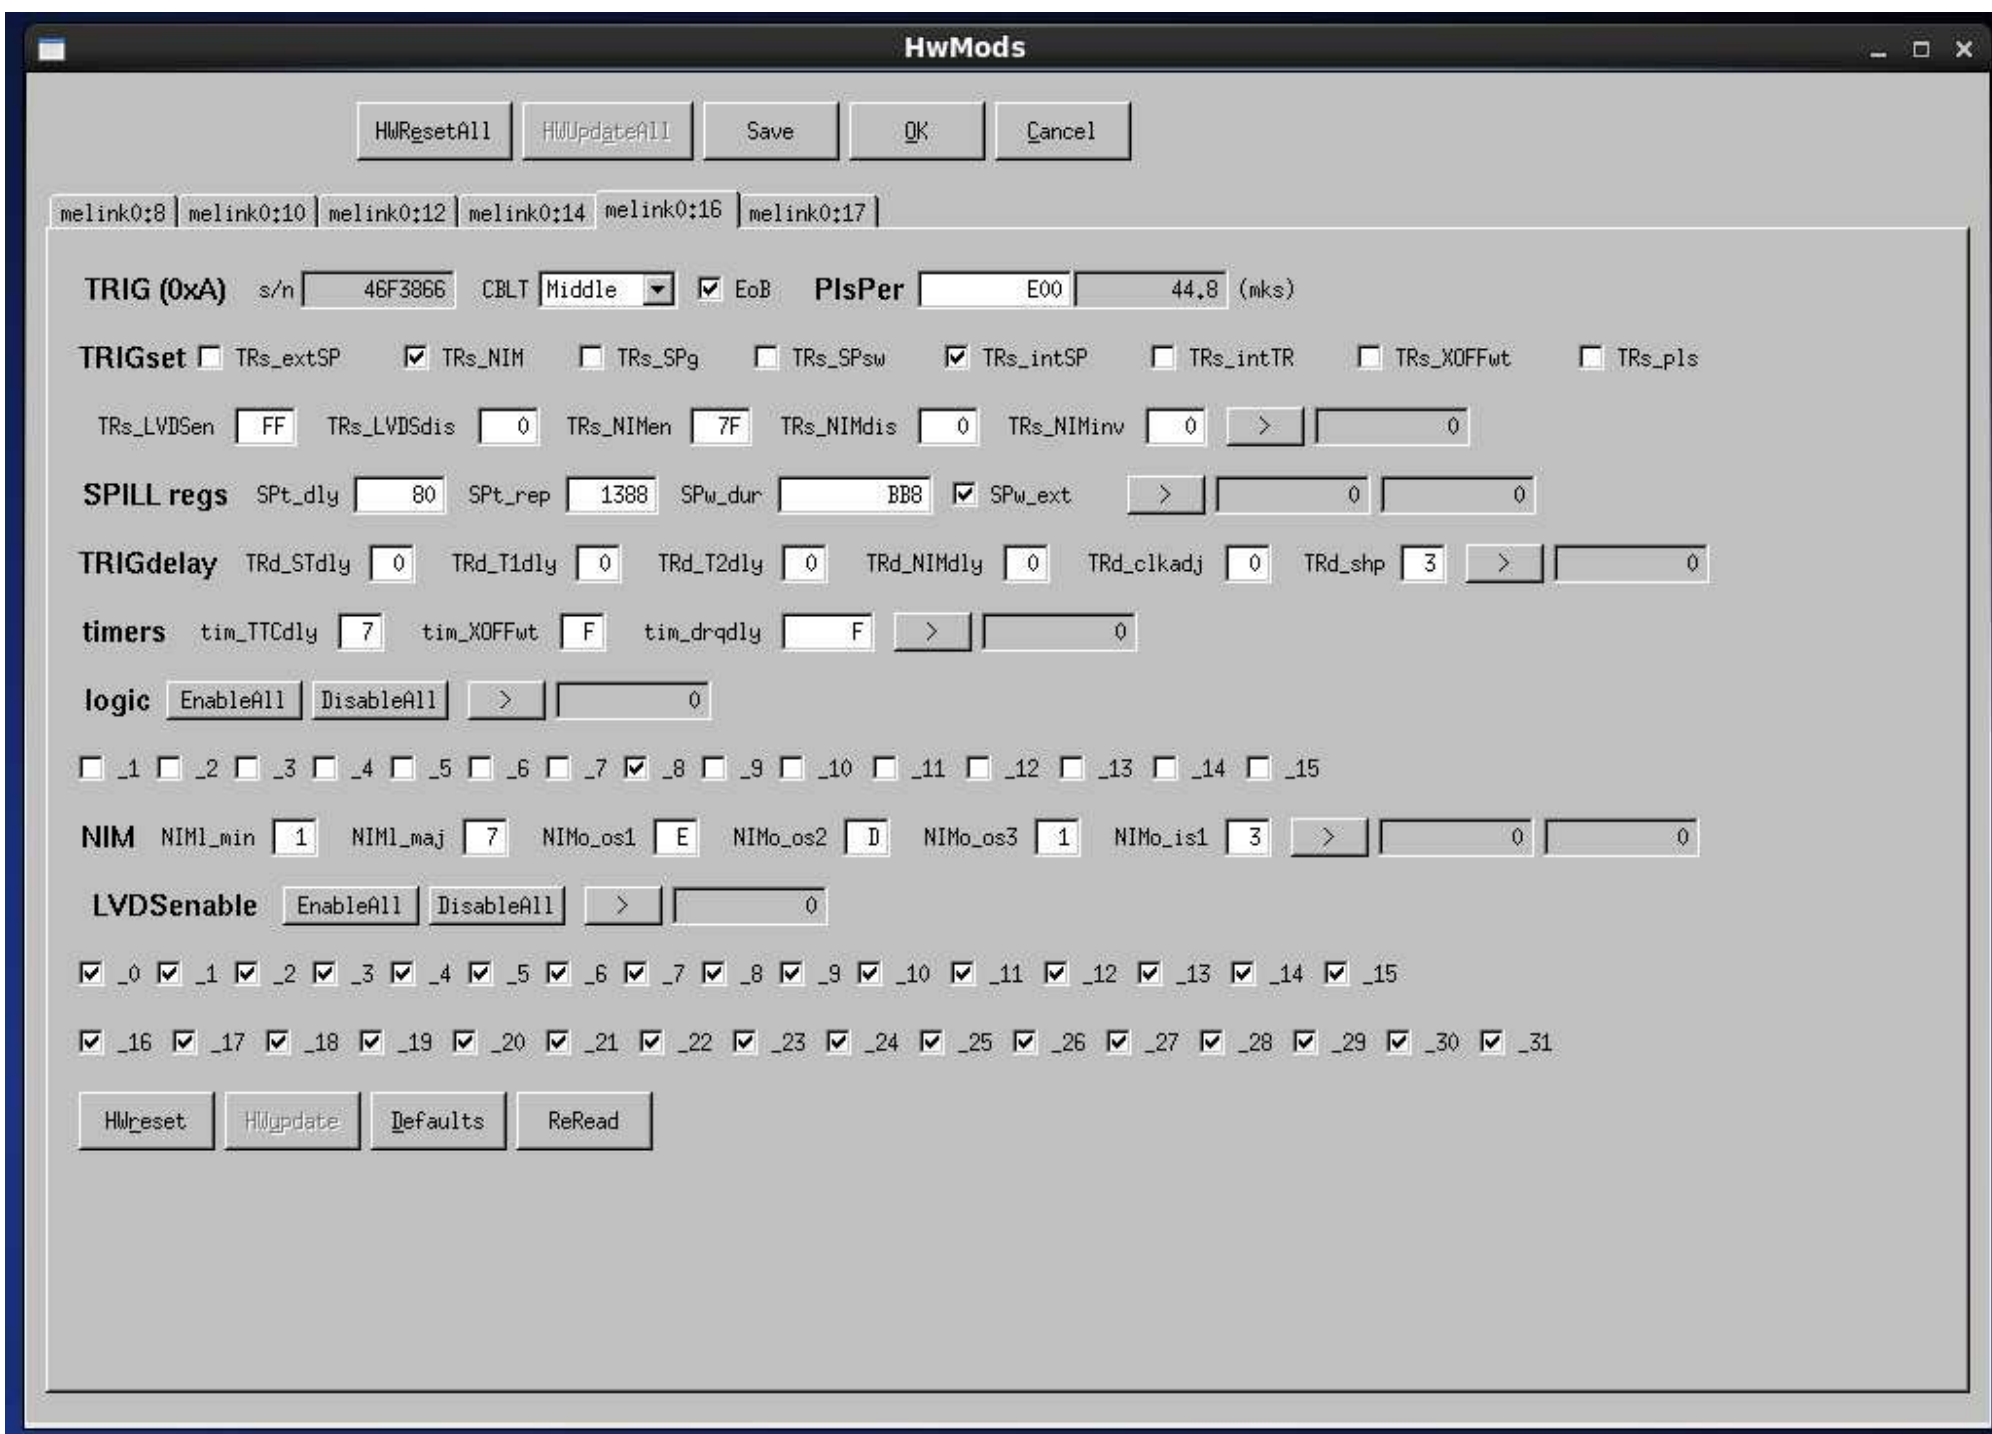 HwMods
HWResetAll HWUpdateAll Save OK Cancel
melink0:8 melink0:10 melink0:12 melink0:14 melink0:16 melink0:17
TRIG (0xA) s/n 46F3866 CBLT Middle EoB PlsPer E00 44.8 (mks)
TRIGset TRs_extSP TRs_NIM TRs_SPg TRs_SPsw TRs_intSP TRs_intTR TRs_XOFFwt TRs_pls
TRs_LVDSen FF TRs_LVDSdis 0 TRs_NIMen 7F TRs_NIMdis 0 TRs_NIMinv 0 > 0
SPILL regs SPt_dly 80 SPt_rep 1388 SPw_dur BB8 SPw_ext > 0 0
TRIGdelay TRd_STdly 0 TRd_T1dly 0 TRd_T2dly 0 TRd_NIMdly 0 TRd_clkadj 0 TRd_shp 3 > 0
timers tim_TTCdly 7 tim_XOFFwt F tim_drqdly F > 0
logic EnableAll DisableAll > 0
_1 _2 _3 _4 _5 _6 _7 _8 _9 _10 _11 _12 _13 _14 _15
NIM NIMl_min 1 NIMl_maj 7 NIMo_os1 E NIMo_os2 D NIMo_os3 1 NIMo_is1 3 > 0 0
LVDSenable EnableAll DisableAll > 0
_0 _1 _2 _3 _4 _5 _6 _7 _8 _9 _10 _11 _12 _13 _14 _15
_16 _17 _18 _19 _20 _21 _22 _23 _24 _25 _26 _27 _28 _29 _30 _31
HWreset HWupdate Defaults ReRead